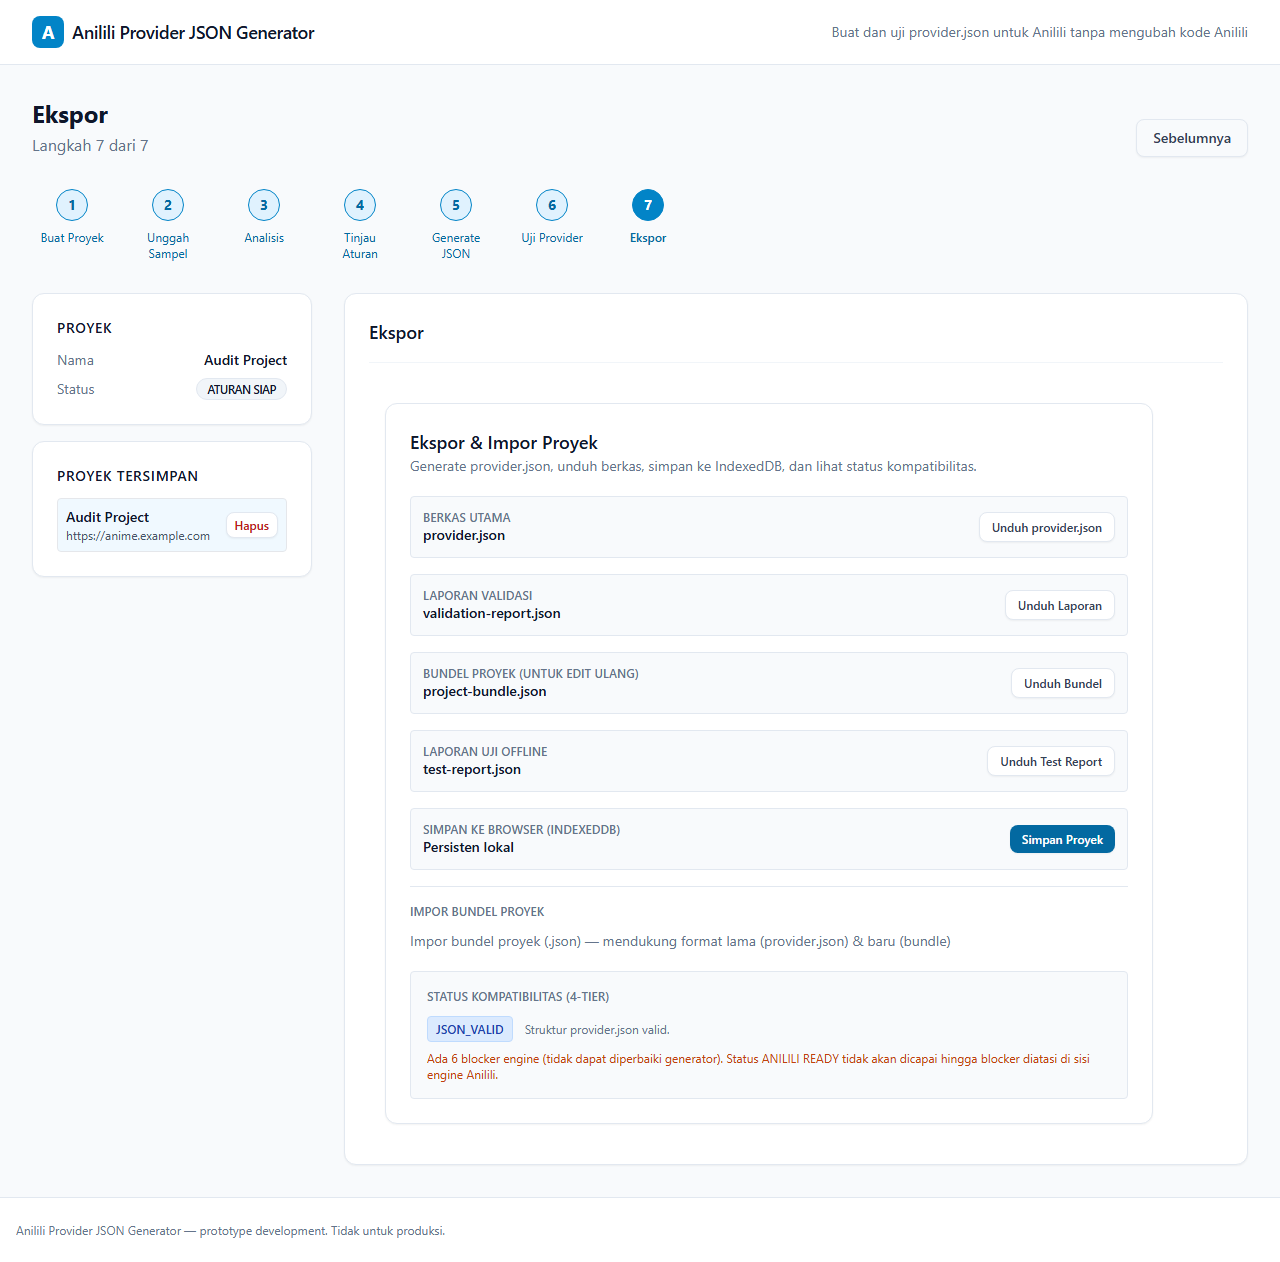 A
Anilili Provider JSON Generator
Buat dan uji provider.json untuk Anilili tanpa mengubah kode Anilili
Ekspor
Langkah 7 dari 7
Sebelumnya
1
2
3
4
5
6
7
Buat Proyek
Unggah
Sampel
Analisis
Tinjau
Aturan
Generate
JSON
Uji Provider
Ekspor
PROYEK
Nama
Audit Project
Status
ATURAN SIAP
PROYEK TERSIMPAN
Audit Project
https://anime.example.com
Hapus
Ekspor
Ekspor & Impor Proyek
Generate provider.json, unduh berkas, simpan ke IndexedDB, dan lihat status kompatibilitas.
BERKAS UTAMA
provider.json
Unduh provider.json
LAPORAN VALIDASI
validation-report.json
Unduh Laporan
BUNDEL PROYEK (UNTUK EDIT ULANG)
project-bundle.json
Unduh Bundel
LAPORAN UJI OFFLINE
test-report.json
Unduh Test Report
SIMPAN KE BROWSER (INDEXEDDB)
Persisten lokal
Simpan Proyek
IMPOR BUNDEL PROYEK
Impor bundel proyek (.json) — mendukung format lama (provider.json) & baru (bundle)
STATUS KOMPATIBILITAS (4-TIER)
JSON_VALID
Struktur provider.json valid.
Ada 6 blocker engine (tidak dapat diperbaiki generator). Status ANILILI READY tidak akan dicapai hingga blocker diatasi di sisi
engine Anilili.
Anilili Provider JSON Generator — prototype development. Tidak untuk produksi.